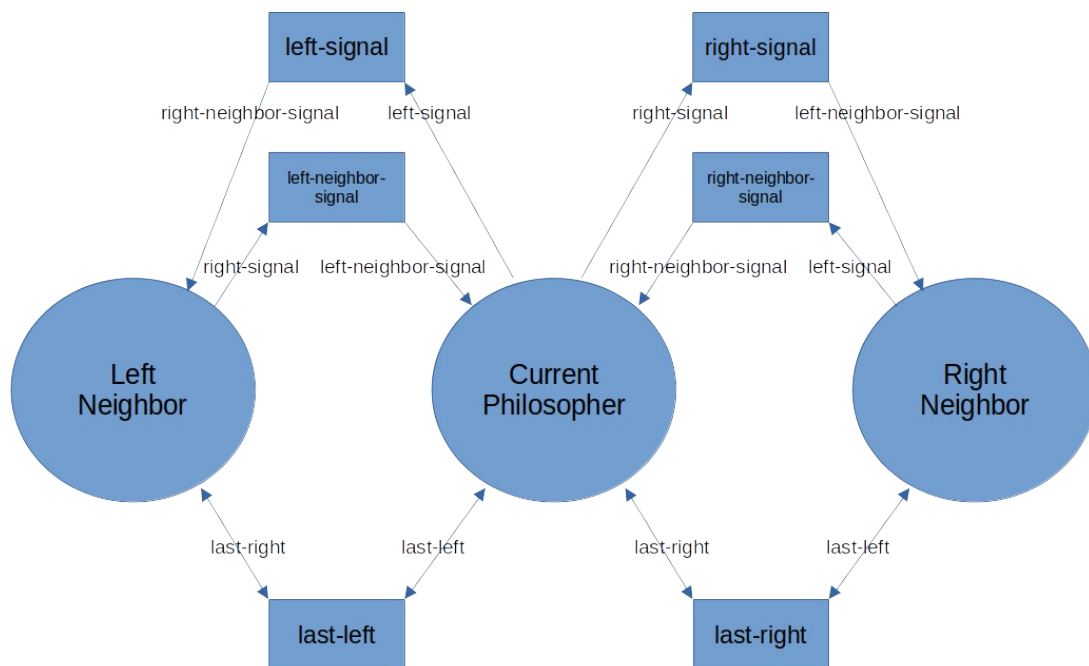 left-signal
right-signal
right-neighbor-signal
left-signal
right-signal
left-neighbor-signal
left-neighbor-
signal
right-neighbor-
signal
right-signal
left-neighbor-signal
right-neighbor-signal
left-signal
Left
Neighbor
Current
Philosopher
Right
Neighbor
last-right
last-left
last-right
last-left
last-left
last-right